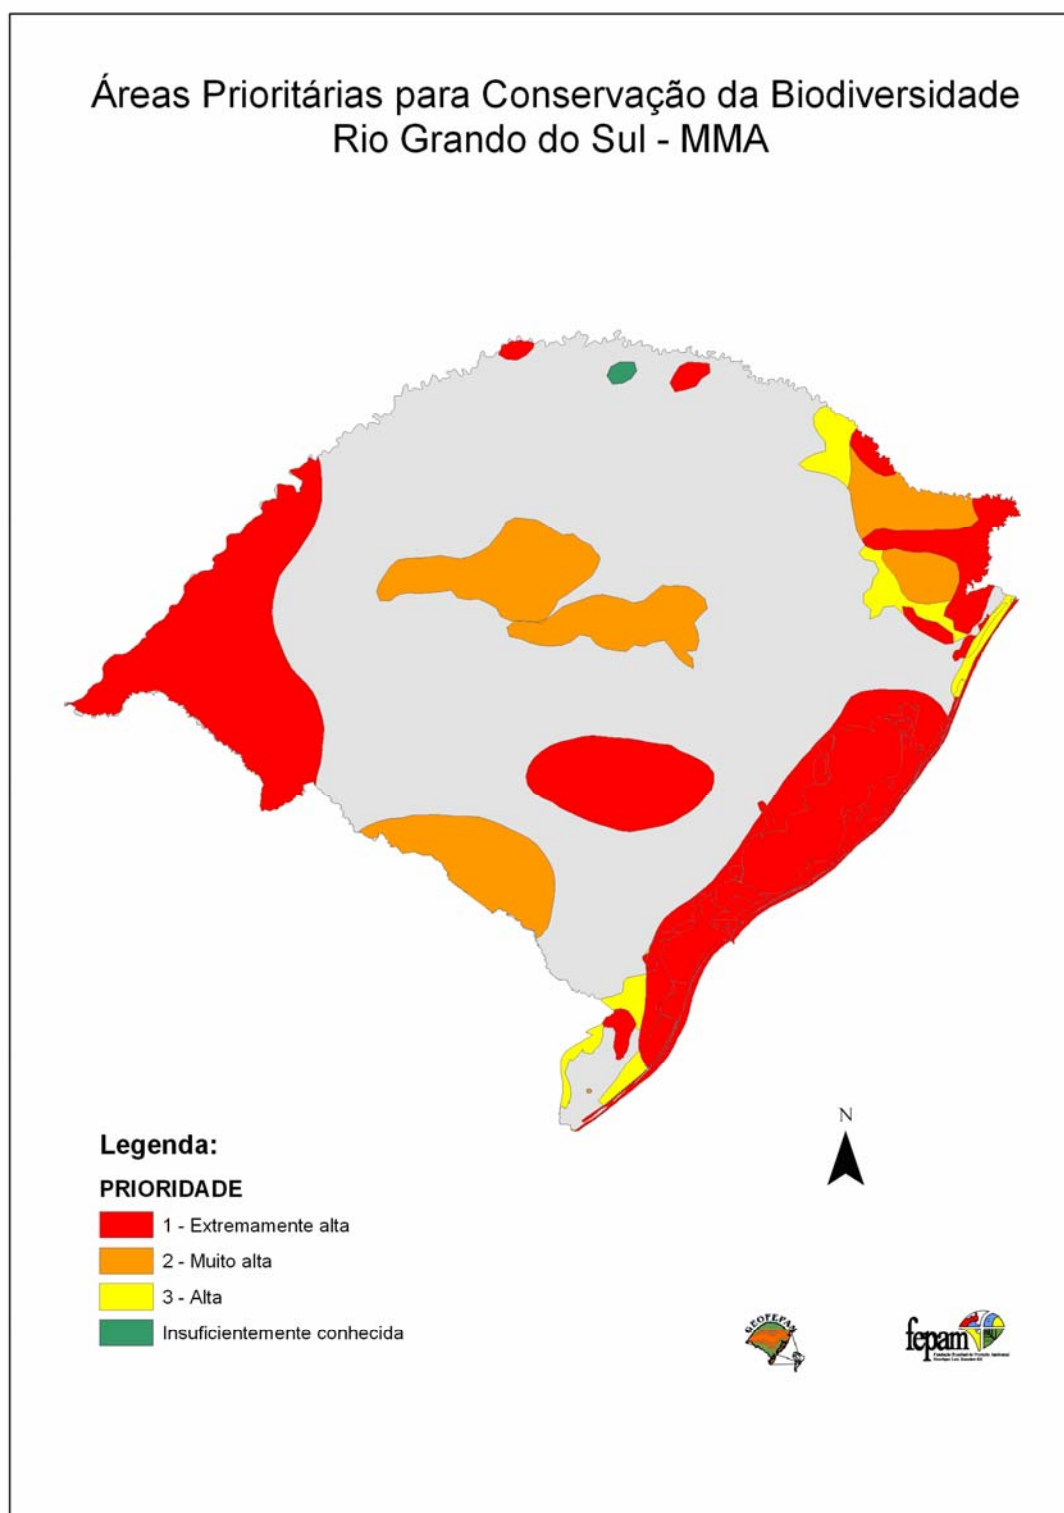 Áreas Prioritárias para Conservação da Biodiversidade
Rio Grando do Sul - MMA
N
Legenda:
PRIORIDADE
1 - Extremamente alta
2 - Muito alta
3 - Alta
Insuficientemente conhecida
GEOFEPAM
fepam